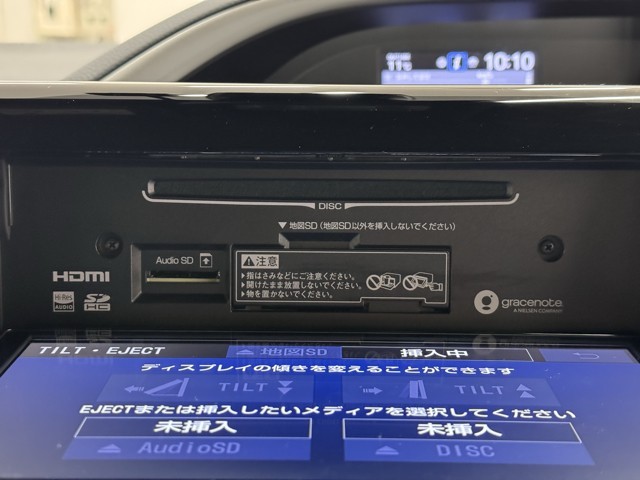 11℃
10:10
DISC
▼地図SD(地図SD以外を挿入しないでください)
Audio SD
⚠注意
▶指はさみなどにご注意ください。
▶開けたまま放置しないでください。
▶物を置かないでください。
HDMI
Hi-Res AUDIO
SD HC
gracenote
A NIELSEN COMPANY
TILT・EJECT
地図SD
挿入中
ディスプレイの傾きを変えることができます
TILT
TILT
EJECTまたは挿入したいメディアを選択してください
未挿入
未挿入
AudioSD
DISC